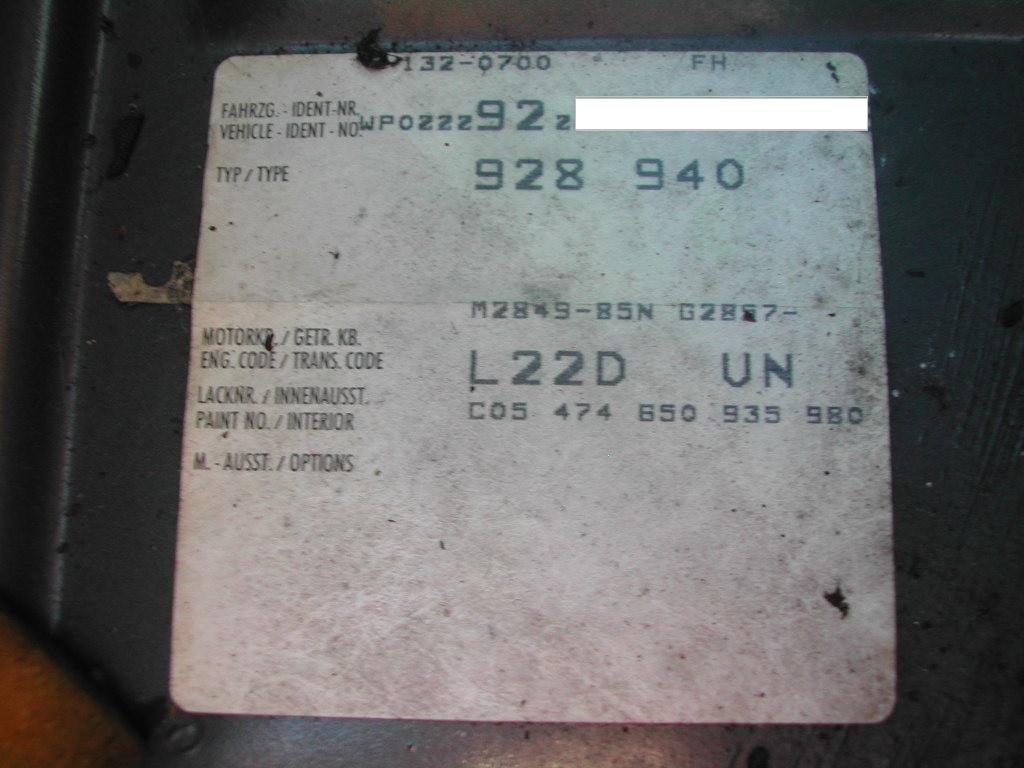 132-0700 FH
FAHRZG. - IDENT-NR.
VEHICLE - IDENT - NO. WP0ZZZ92Z
TYP / TYPE 928 940
M2849-85N
MOTORKB. / GETR. KB.
ENG. CODE / TRANS. CODE L22D UN
LACKNR. / INNENAUSST.
PAINT NO. / INTERIOR C05 474 650 935 980
M. - AUSST. / OPTIONS